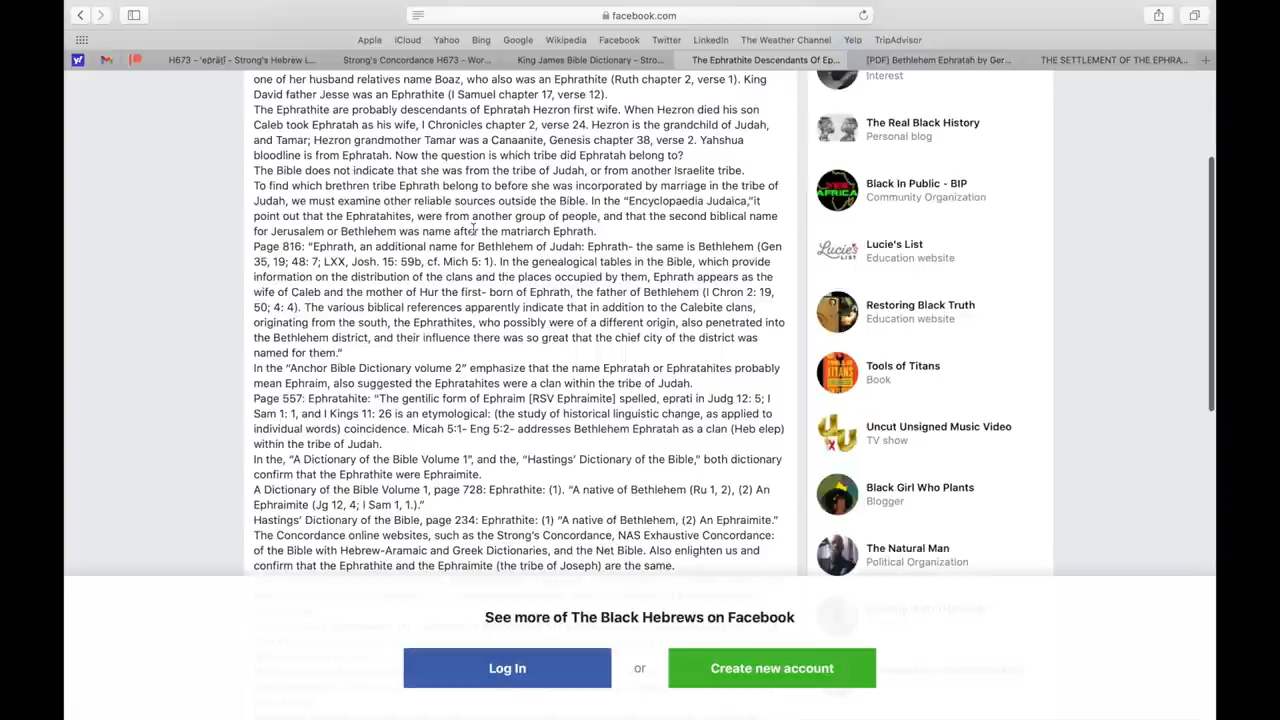 facebook.com
Apple iCloud Yahoo Bing Google Wikipedia Facebook Twitter LinkedIn The Weather Channel Yelp TripAdvisor
H673 - 'ep̄rāṯî - Strong's Hebrew L... Strong's Concordance H673 - Wor... King James Bible Dictionary - Stro... The Ephrathite Descendants Of Ep... [PDF] Bethlehem Ephratah by Ger... THE SETTLEMENT OF THE EPHRA...
one of her husband relatives name Boaz, who also was an Ephrathite (Ruth chapter 2, verse 1). King
David father Jesse was an Ephrathite (I Samuel chapter 17, verse 12).
The Ephrathite are probably descendants of Ephratah Hezron first wife. When Hezron died his son
Caleb took Ephratah as his wife, I Chronicles chapter 2, verse 24. Hezron is the grandchild of Judah,
and Tamar; Hezron grandmother Tamar was a Canaanite, Genesis chapter 38, verse 2. Yahshua
bloodline is from Ephratah. Now the question is which tribe did Ephratah belong to?
The Bible does not indicate that she was from the tribe of Judah, or from another Israelite tribe.
To find which brethren tribe Ephrath belong to before she was incorporated by marriage in the tribe of
Judah, we must examine other reliable sources outside the Bible. In the “Encyclopaedia Judaica,”it
point out that the Ephratahites, were from another group of people, and that the second biblical name
for Jerusalem or Bethlehem was name after the matriarch Ephrath.
Page 816: “Ephrath, an additional name for Bethlehem of Judah: Ephrath- the same is Bethlehem (Gen
35, 19; 48: 7; LXX, Josh. 15: 59b, cf. Mich 5: 1). In the genealogical tables in the Bible, which provide
information on the distribution of the clans and the places occupied by them, Ephrath appears as the
wife of Caleb and the mother of Hur the first- born of Ephrath, the father of Bethlehem (I Chron 2: 19,
50; 4: 4). The various biblical references apparently indicate that in addition to the Calebite clans,
originating from the south, the Ephrathites, who possibly were of a different origin, also penetrated into
the Bethlehem district, and their influence there was so great that the chief city of the district was
named for them.”
In the “Anchor Bible Dictionary volume 2” emphasize that the name Ephratah or Ephratahites probably
mean Ephraim, also suggested the Ephratahites were a clan within the tribe of Judah.
Page 557: Ephratahite: “The gentilic form of Ephraim [RSV Ephraimite] spelled, eprati in Judg 12: 5; I
Sam 1: 1, and I Kings 11: 26 is an etymological: (the study of historical linguistic change, as applied to
individual words) coincidence. Micah 5:1- Eng 5:2- addresses Bethlehem Ephratah as a clan (Heb elep)
within the tribe of Judah.
In the, “A Dictionary of the Bible Volume 1”, and the, “Hastings’ Dictionary of the Bible,” both dictionary
confirm that the Ephrathite were Ephraimite.
A Dictionary of the Bible Volume 1, page 728: Ephrathite: (1). “A native of Bethlehem (Ru 1, 2), (2) An
Ephraimite (Jg 12, 4; I Sam 1, 1.).”
Hastings’ Dictionary of the Bible, page 234: Ephrathite: (1) “A native of Bethlehem, (2) An Ephraimite.”
The Concordance online websites, such as the Strong’s Concordance, NAS Exhaustive Concordance:
of the Bible with Hebrew-Aramaic and Greek Dictionaries, and the Net Bible. Also enlighten us and
confirm that the Ephrathite and the Ephraimite (the tribe of Joseph) are the same.
Interest
The Real Black History
Personal blog
Black In Public - BIP
Community Organization
Lucie's List
Education website
Restoring Black Truth
Education website
Tools of Titans
Book
Uncut Unsigned Music Video
TV show
Black Girl Who Plants
Blogger
The Natural Man
Political Organization
See more of The Black Hebrews on Facebook
Log In or Create new account